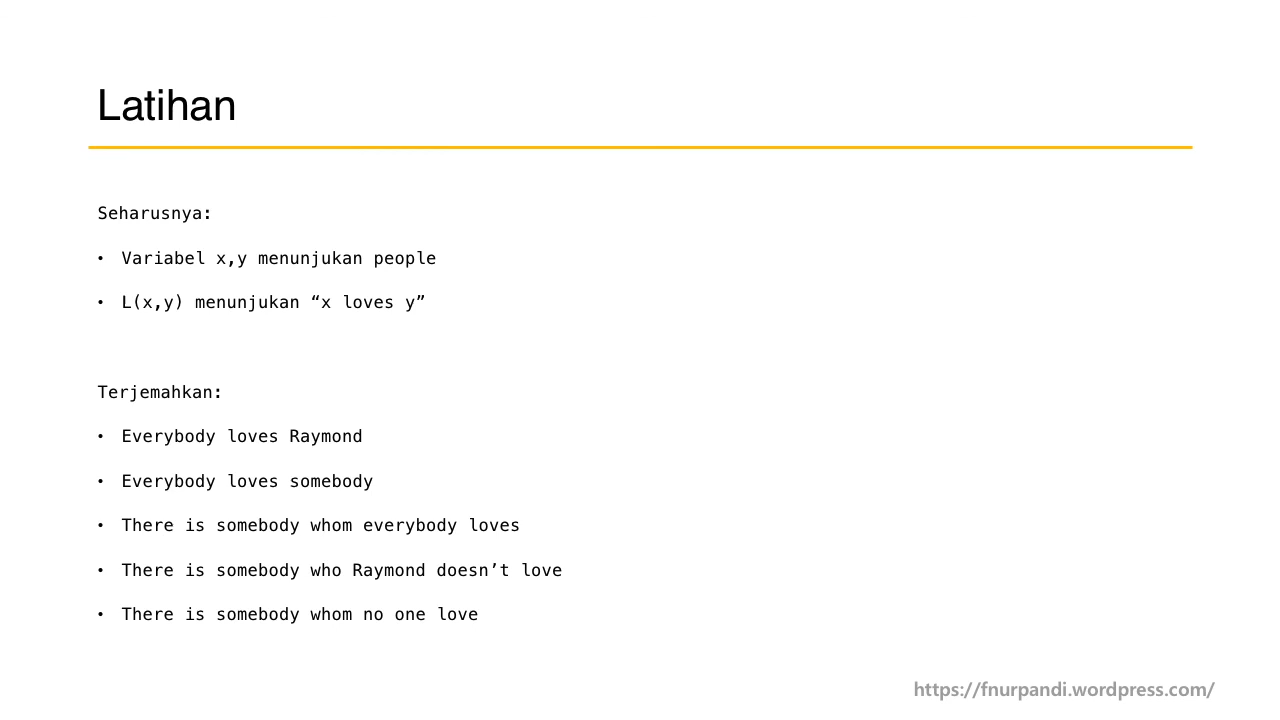 Latihan
Seharusnya:
• Variabel x,y menunjukan people
• L(x,y) menunjukan “x loves y”
Terjemahkan:
• Everybody loves Raymond
• Everybody loves somebody
• There is somebody whom everybody loves
• There is somebody who Raymond doesn’t love
• There is somebody whom no one love
https://fnurpandi.wordpress.com/